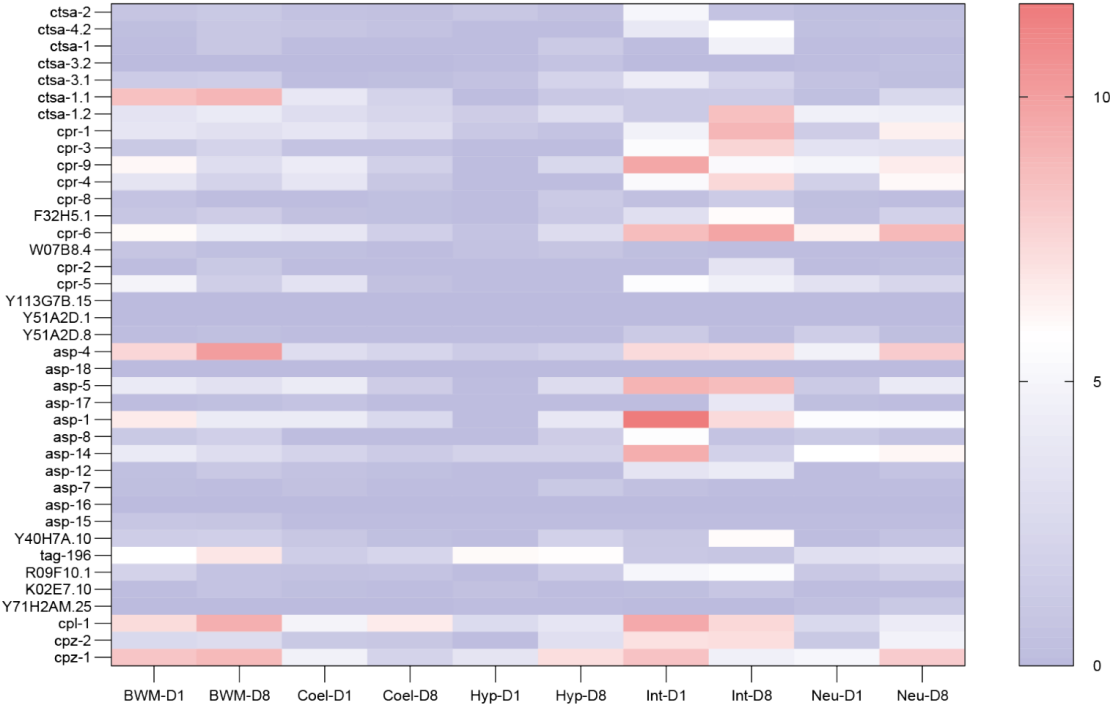 ctsa-2
ctsa-4.2
ctsa-1
ctsa-3.2
ctsa-3.1
ctsa-1.1
ctsa-1.2
cpr-1
cpr-3
cpr-9
cpr-4
cpr-8
F32H5.1
cpr-6
W07B8.4
cpr-2
cpr-5
Y113G7B.15
Y51A2D.1
Y51A2D.8
asp-4
asp-18
asp-5
asp-17
asp-1
asp-8
asp-14
asp-12
asp-7
asp-16
asp-15
Y40H7A.10
tag-196
R09F10.1
K02E7.10
Y71H2AM.25
cpl-1
cpz-2
cpz-1
BWM-D1 BWM-D8 Coel-D1 Coel-D8 Hyp-D1 Hyp-D8 Int-D1 Int-D8 Neu-D1 Neu-D8
10
5
0